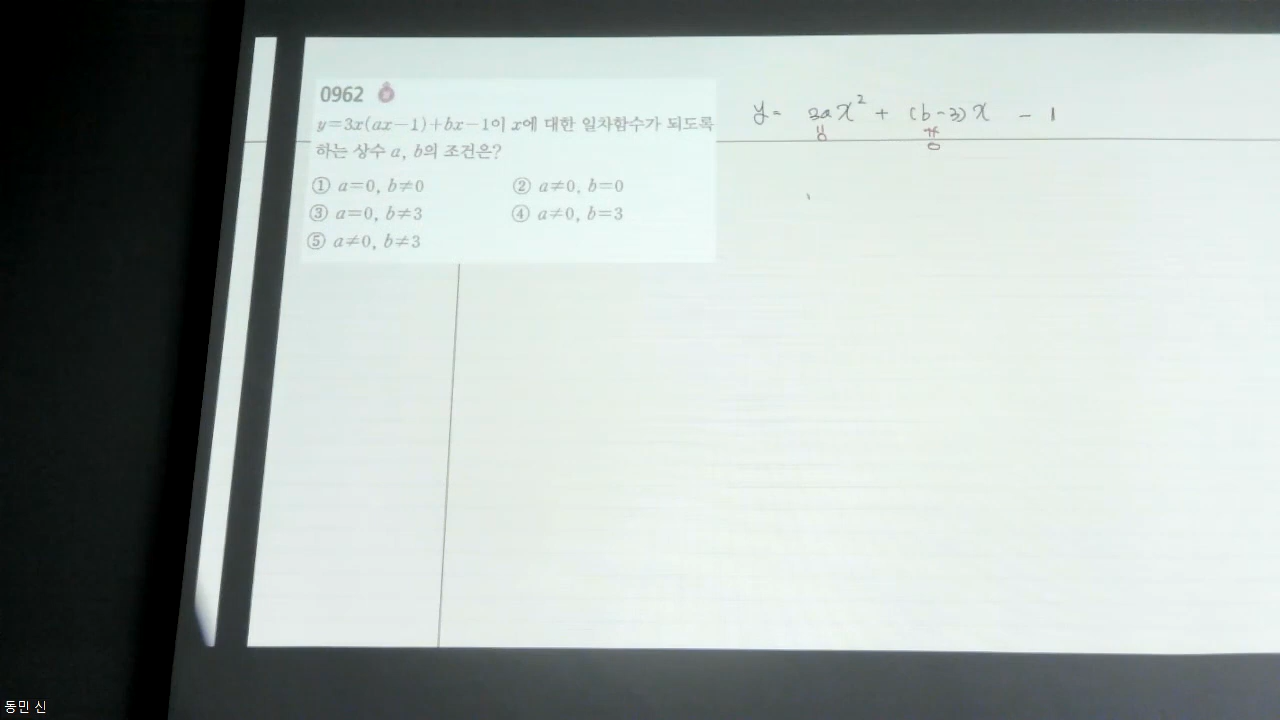 0962
y=3x(ax-1)+bx-1이 x에 대한 일차함수가 되도록
하는 상수 a, b의 조건은?
① a=0, b≠0 ② a≠0, b=0
③ a=0, b≠3 ④ a≠0, b=3
⑤ a≠0, b≠3
y= 3ax² + (b-3)x - 1
‖ ≠
0 0
동민 신